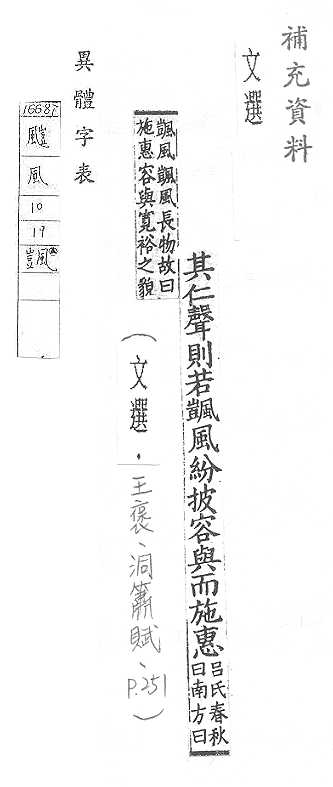 補充資料
文選
其仁聲則若颽風紛披容與而施惠
呂氏春秋
曰南方曰
颽風颽風長物故曰
施惠容與寬裕之貌
(文選．
王褒、洞簫賦、
p.251)
異體字表
風
10
19